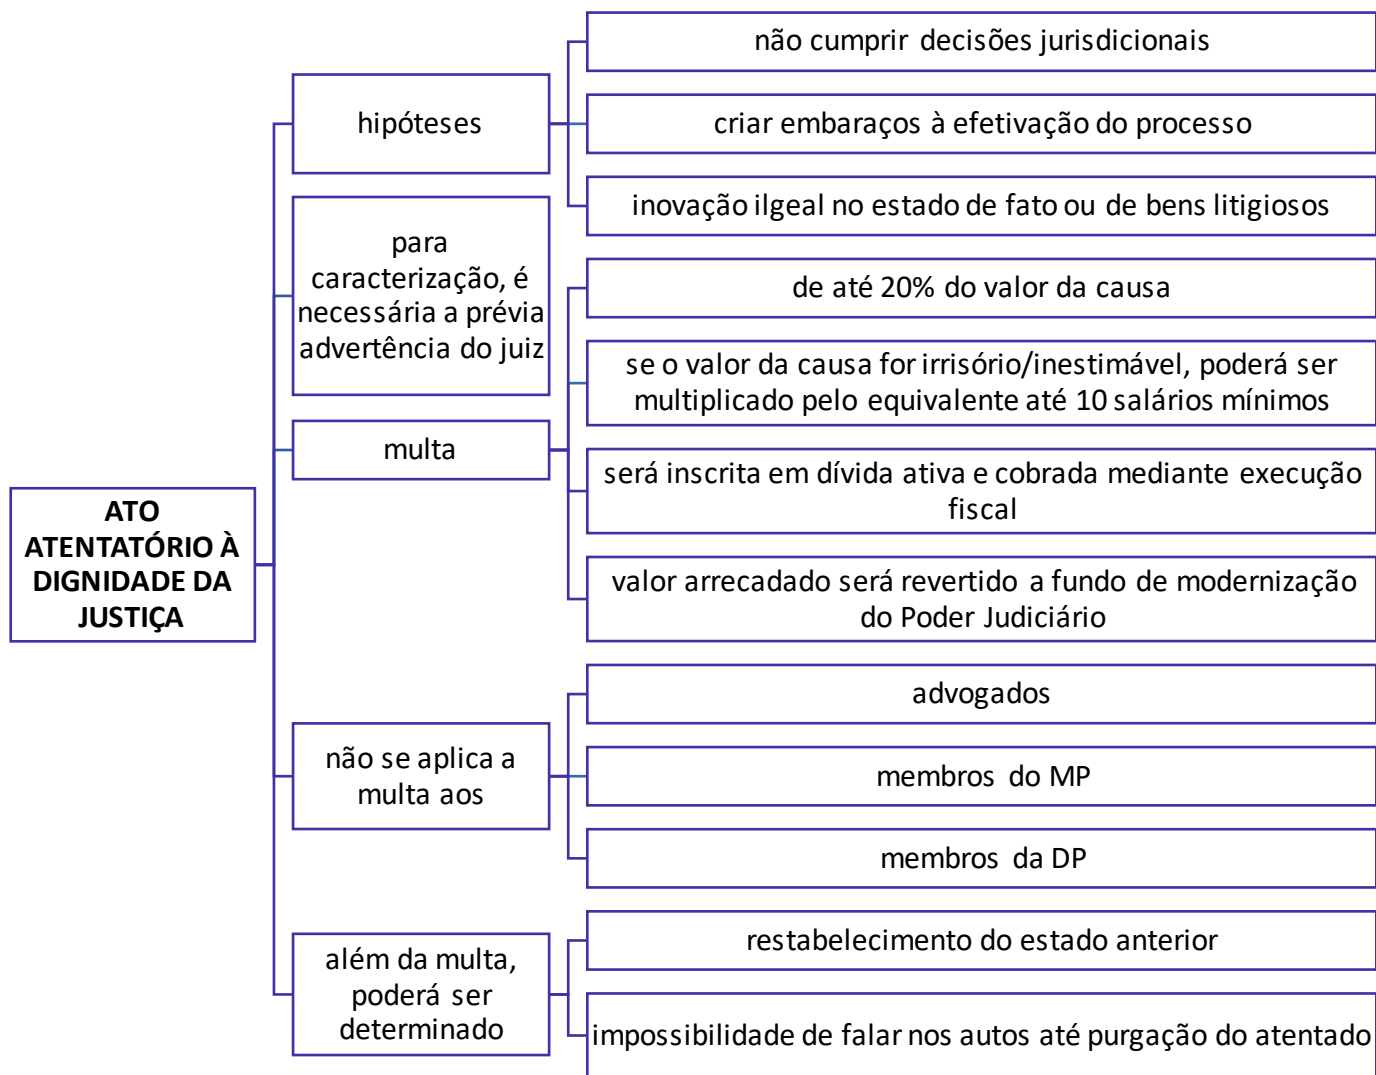 não cumprir decisões jurisdicionais
hipóteses
criar embaraços à efetivação do processo
inovação ilgeal no estado de fato ou de bens litigiosos
para
caracterização, é
necessária a prévia
advertência do juiz
de até 20% do valor da causa
se o valor da causa for irrisório/inestimável, poderá ser
multiplicado pelo equivalente até 10 salários mínimos
multa
será inscrita em dívida ativa e cobrada mediante execução
fiscal
valor arrecadado será revertido a fundo de modernização
do Poder Judiciário
ATO
ATENTATÓRIO À
DIGNIDADE DA
JUSTIÇA
não se aplica a
multa aos
advogados
membros do MP
membros da DP
além da multa,
poderá ser
determinado
restabelecimento do estado anterior
impossibilidade de falar nos autos até purgação do atentado